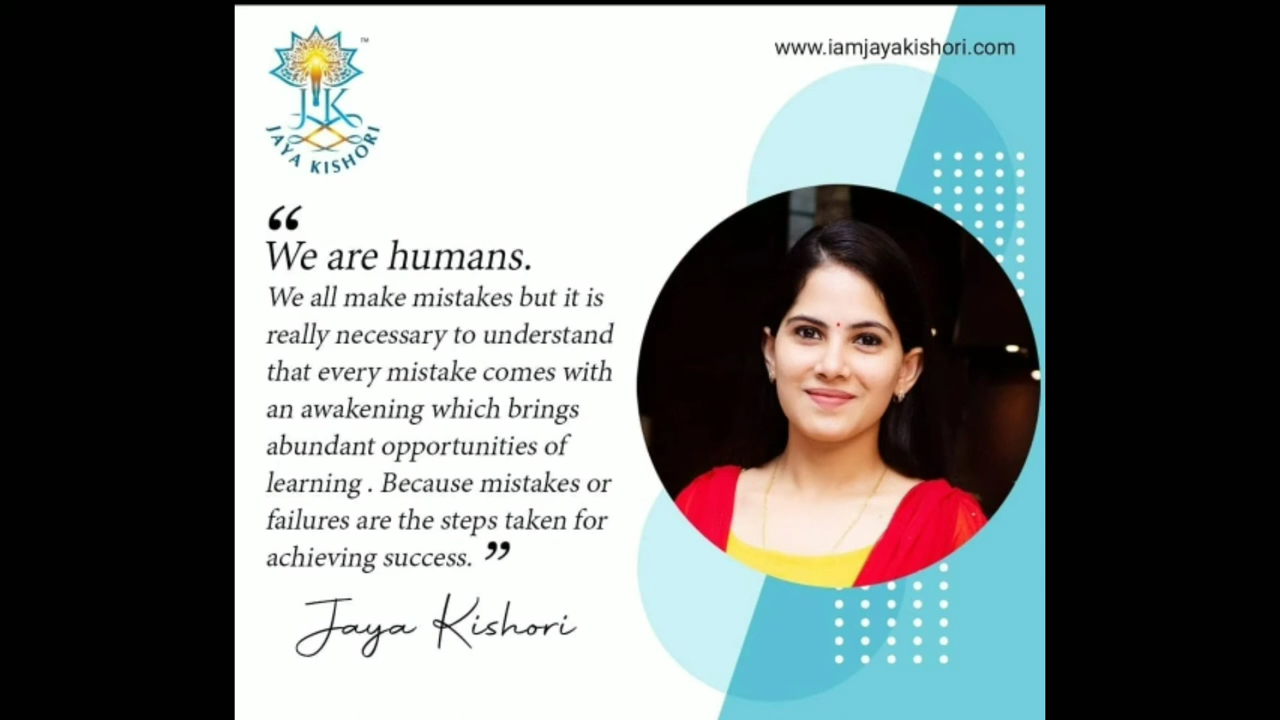 TM
JK
JAYA KISHORI
www.iamjayakishori.com
“
We are humans.
We all make mistakes but it is
really necessary to understand
that every mistake comes with
an awakening which brings
abundant opportunities of
learning . Because mistakes or
failures are the steps taken for
achieving success. ”
Jaya Kishori